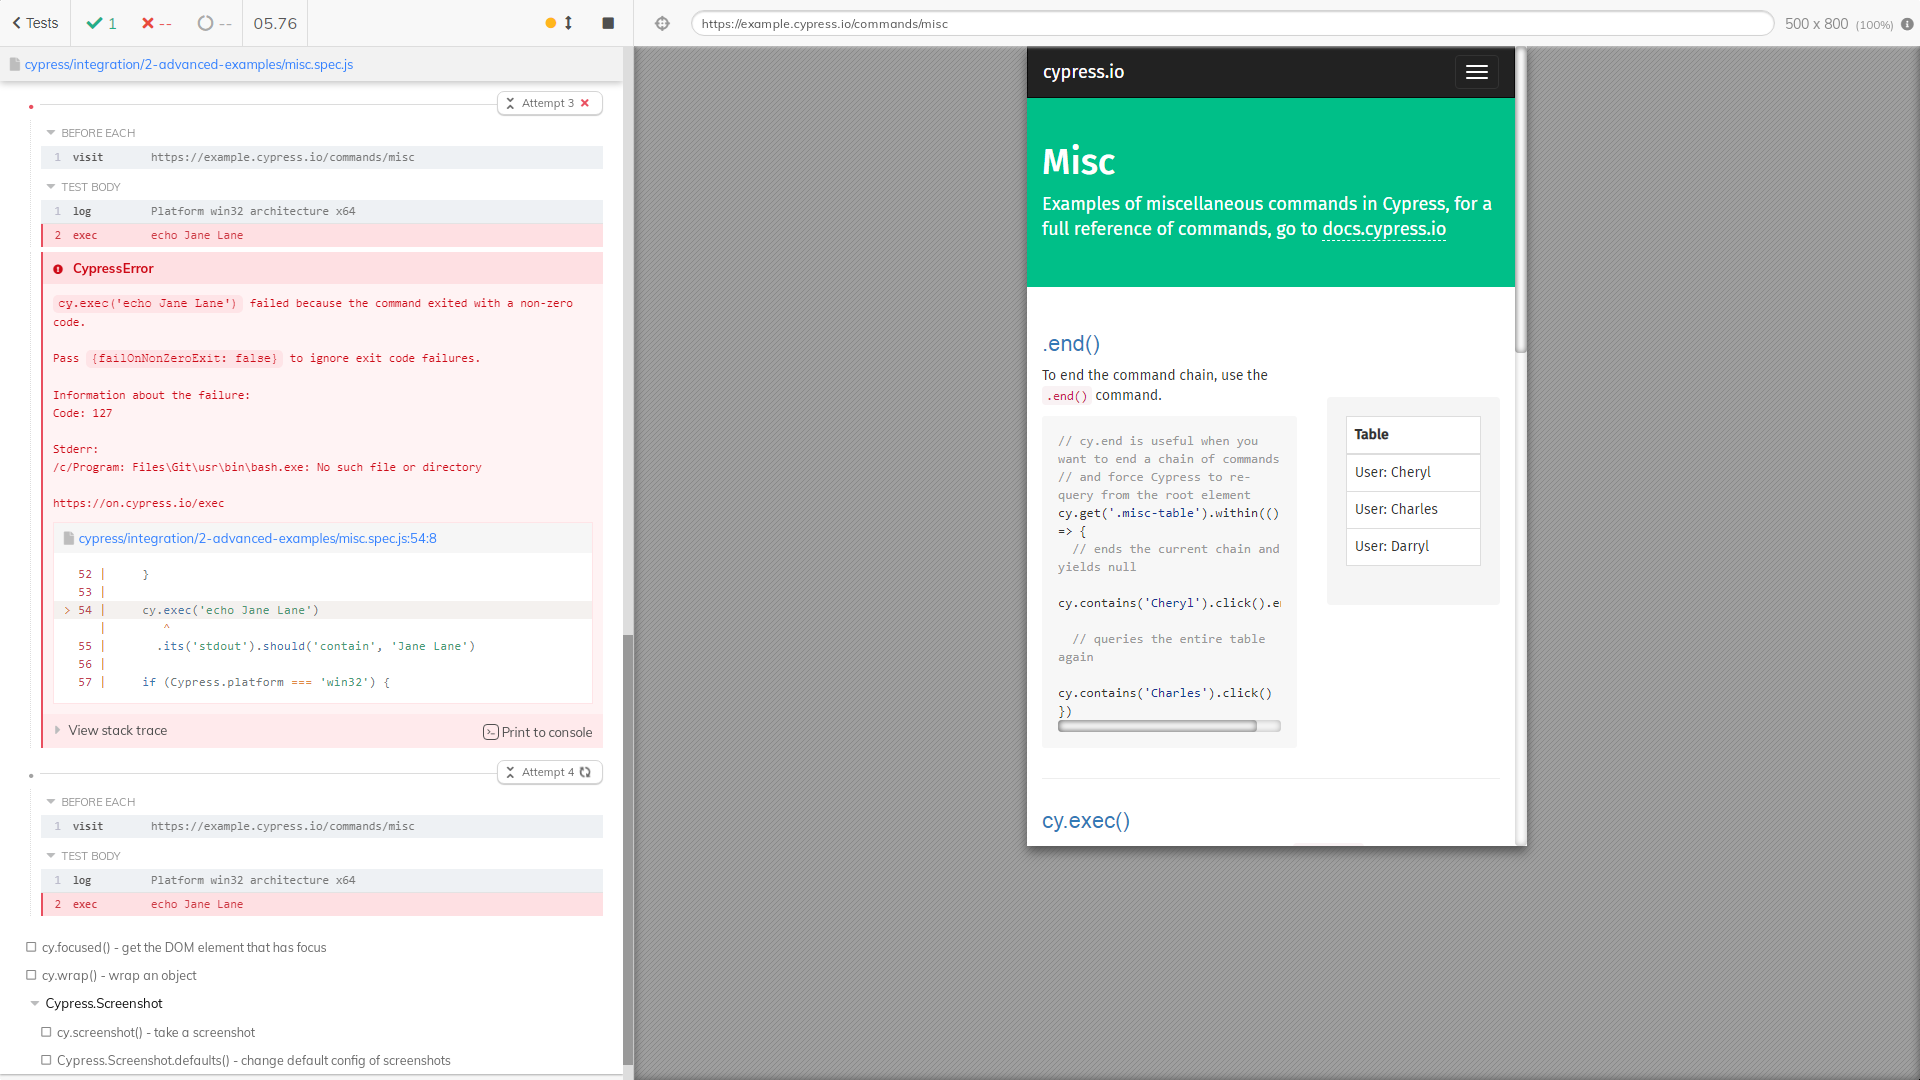 Tests
1
--
--
05.76
https://example.cypress.io/commands/misc
500 x 800 (100%)
cypress/integration/2-advanced-examples/misc.spec.js
Attempt 3
BEFORE EACH
1 visit https://example.cypress.io/commands/misc
TEST BODY
1 log Platform win32 architecture x64
2 exec echo Jane Lane
CypressError
cy.exec('echo Jane Lane') failed because the command exited with a non-zero
code.
Pass {failOnNonZeroExit: false} to ignore exit code failures.
Information about the failure:
Code: 127
Stderr:
/c/Program: Files\Git\usr\bin\bash.exe: No such file or directory
https://on.cypress.io/exec
cypress/integration/2-advanced-examples/misc.spec.js:54:8
52 | }
53 |
> 54 | cy.exec('echo Jane Lane')
| ^
55 | .its('stdout').should('contain', 'Jane Lane')
56 |
57 | if (Cypress.platform === 'win32') {
View stack trace
Print to console
Attempt 4
BEFORE EACH
1 visit https://example.cypress.io/commands/misc
TEST BODY
1 log Platform win32 architecture x64
2 exec echo Jane Lane
cy.focused() - get the DOM element that has focus
cy.wrap() - wrap an object
Cypress.Screenshot
cy.screenshot() - take a screenshot
Cypress.Screenshot.defaults() - change default config of screenshots
cypress.io
Misc
Examples of miscellaneous commands in Cypress, for a
full reference of commands, go to docs.cypress.io
.end()
To end the command chain, use the
.end() command.
// cy.end is useful when you
want to end a chain of commands
// and force Cypress to re-
query from the root element
cy.get('.misc-table').within(()
=> {
// ends the current chain and
yields null
cy.contains('Cheryl').click().e
// queries the entire table
again
cy.contains('Charles').click()
})
Table
User: Cheryl
User: Charles
User: Darryl
cy.exec()